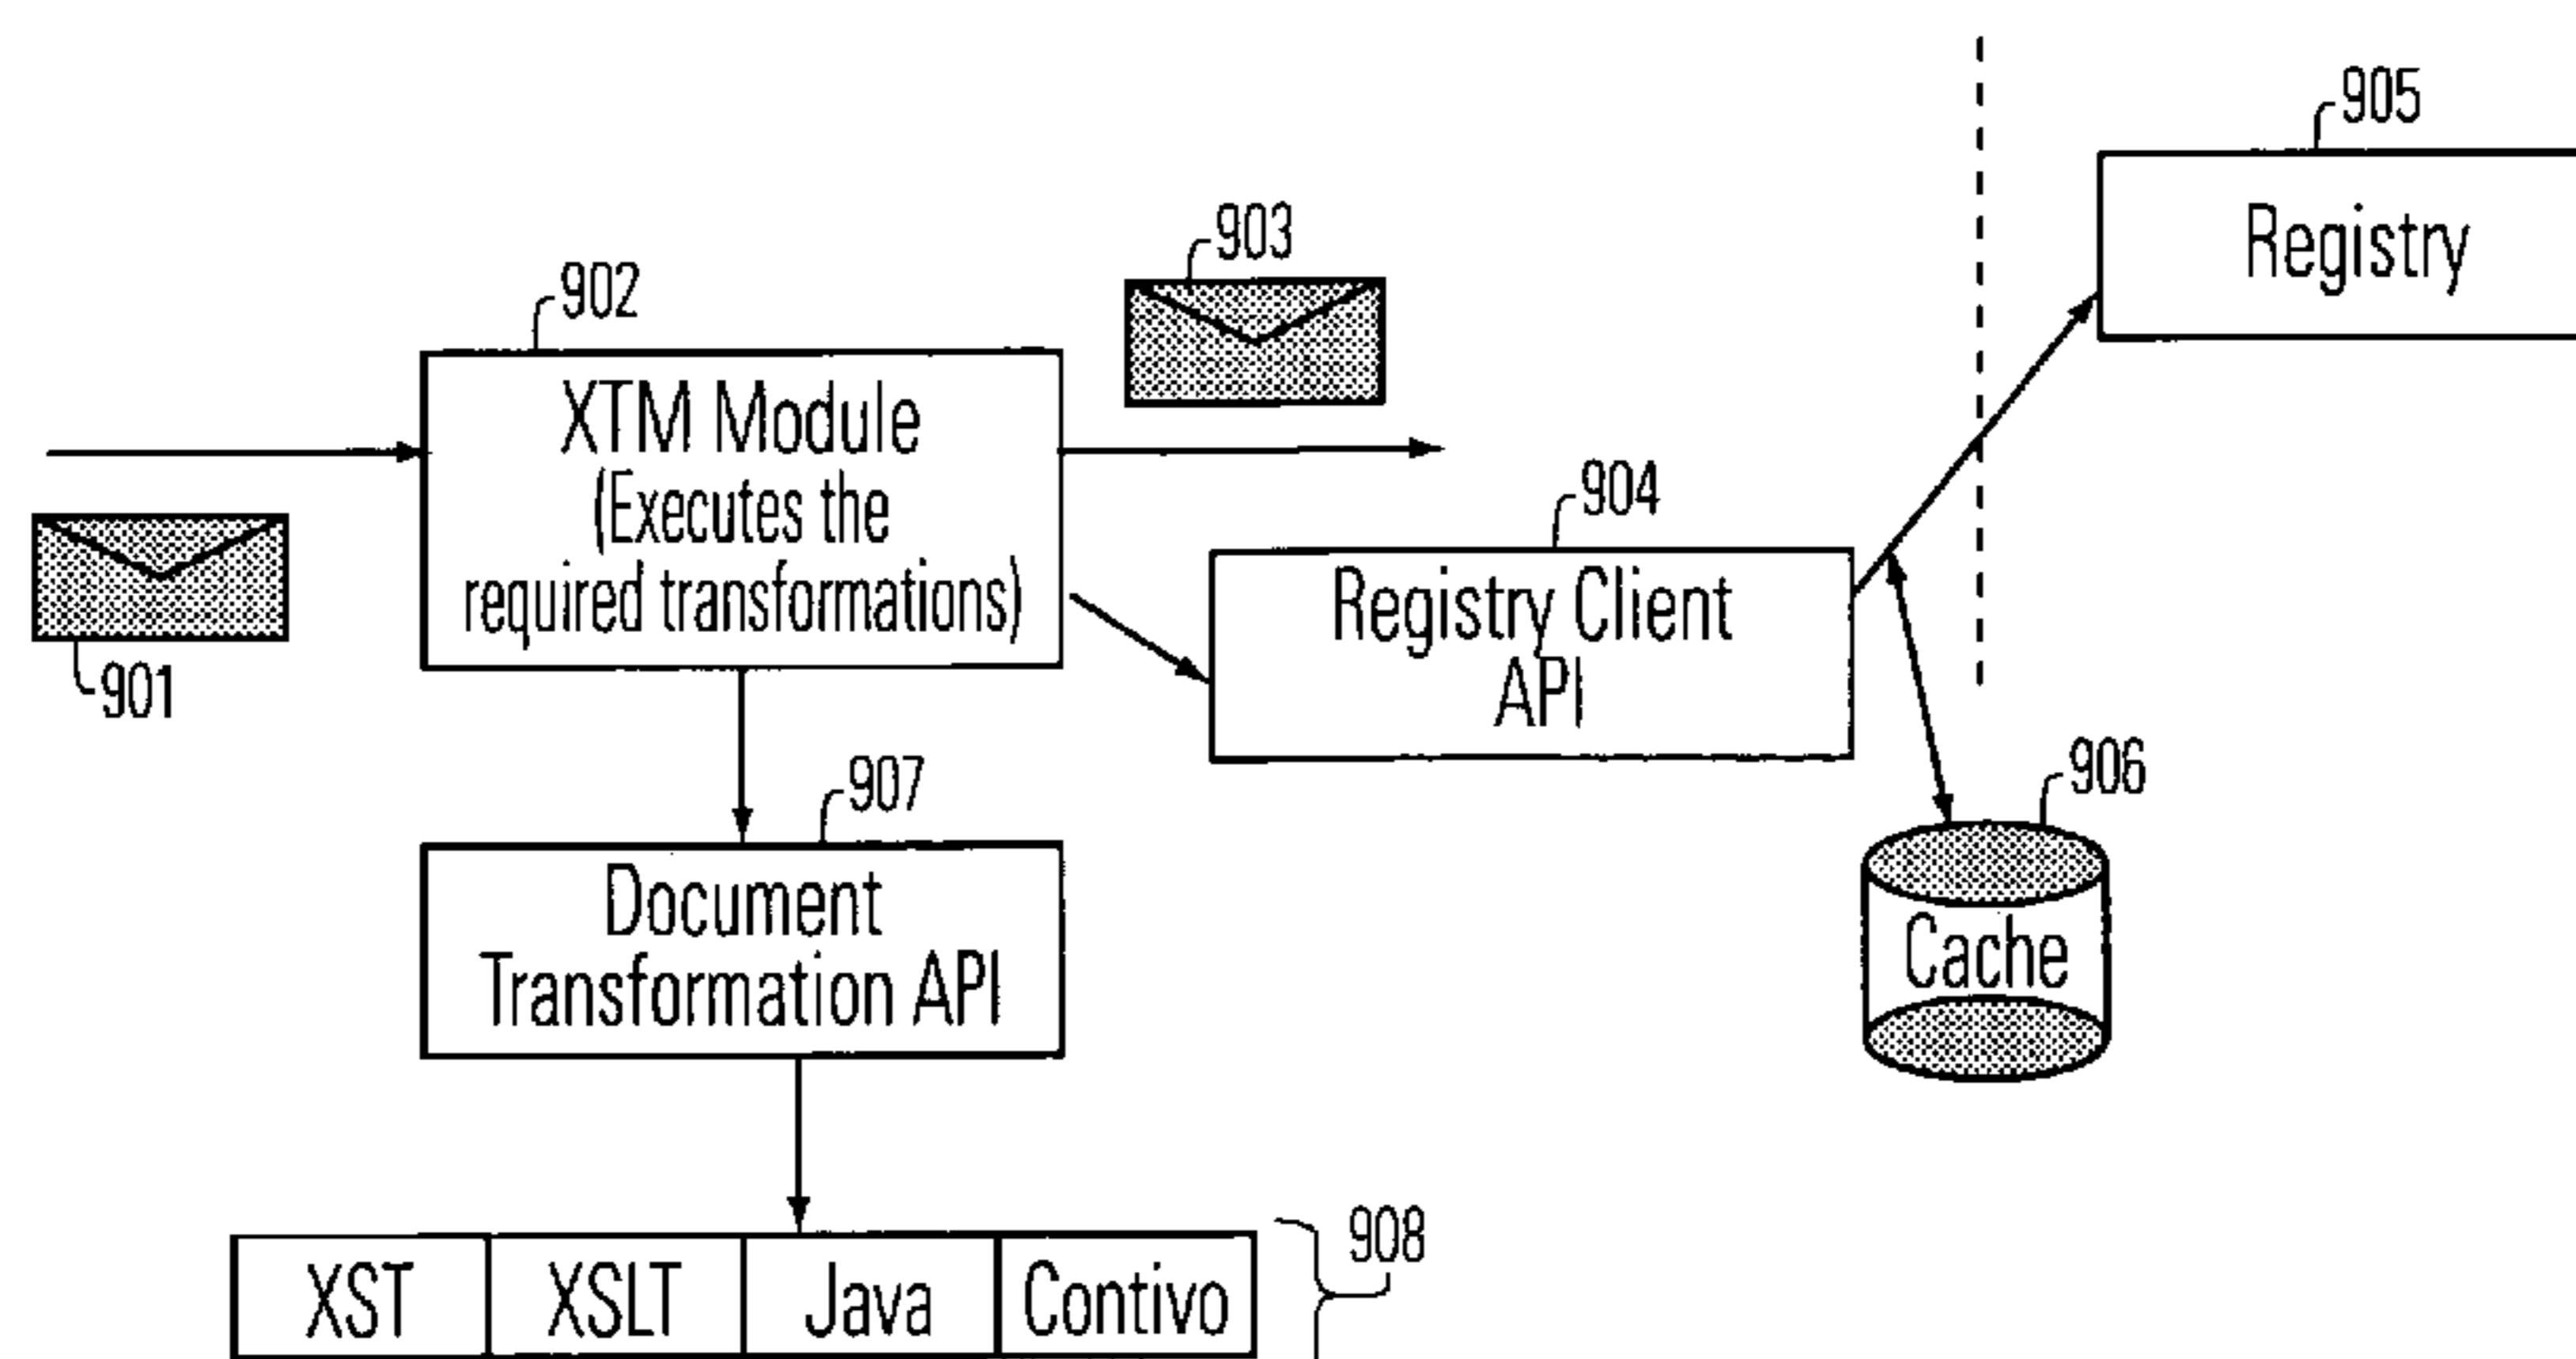 905
Registry
903
902
XTM Module
(Executes the
required transformations)
904
Registry Client
API
901
907
Document
Transformation API
906
Cache
908
XST
XSLT
Java
Contivo